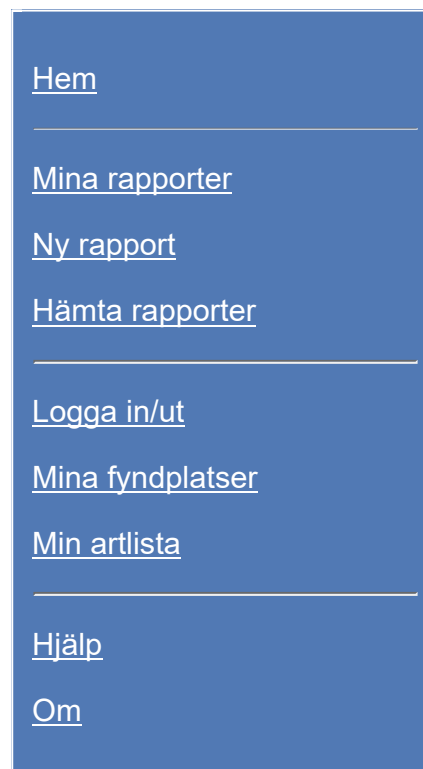 Hem
Mina rapporter
Ny rapport
Hämta rapporter
Logga in/ut
Mina fyndplatser
Min artlista
Hjälp
Om